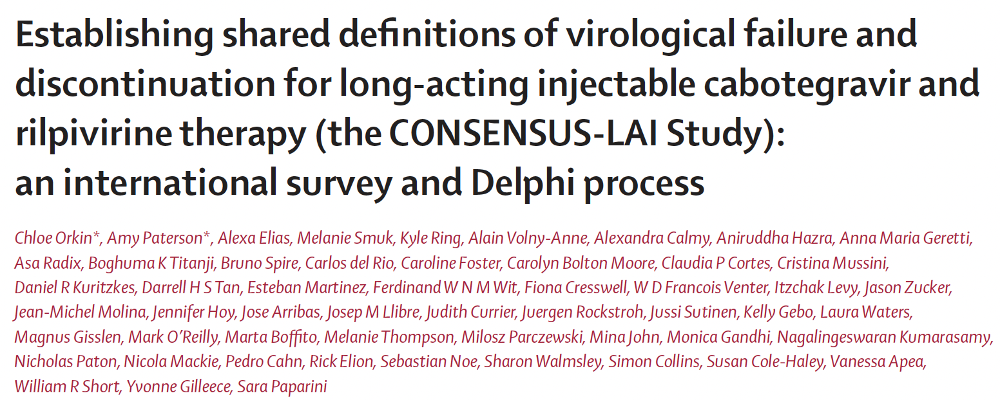 Establishing shared definitions of virological failure and
discontinuation for long-acting injectable cabotegravir and
rilpivirine therapy (the CONSENSUS-LAI Study):
an international survey and Delphi process
Chloe Orkin*, Amy Paterson*, Alexa Elias, Melanie Smuk, Kyle Ring, Alain Volny-Anne, Alexandra Calmy, Aniruddha Hazra, Anna Maria Geretti,
Asa Radix, Boghuma K Titanji, Bruno Spire, Carlos del Rio, Caroline Foster, Carolyn Bolton Moore, Claudia P Cortes, Cristina Mussini,
Daniel R Kuritzkes, Darrell H S Tan, Esteban Martinez, Ferdinand W N M Wit, Fiona Cresswell, W D Francois Venter, Itzchak Levy, Jason Zucker,
Jean-Michel Molina, Jennifer Hoy, Jose Arribas, Josep M Llibre, Judith Currier, Juergen Rockstroh, Jussi Sutinen, Kelly Gebo, Laura Waters,
Magnus Gisslen, Mark O’Reilly, Marta Boffito, Melanie Thompson, Milosz Parczewski, Mina John, Monica Gandhi, Nagalingeswaran Kumarasamy,
Nicholas Paton, Nicola Mackie, Pedro Cahn, Rick Elion, Sebastian Noe, Sharon Walmsley, Simon Collins, Susan Cole-Haley, Vanessa Apea,
William R Short, Yvonne Gilleece, Sara Paparini